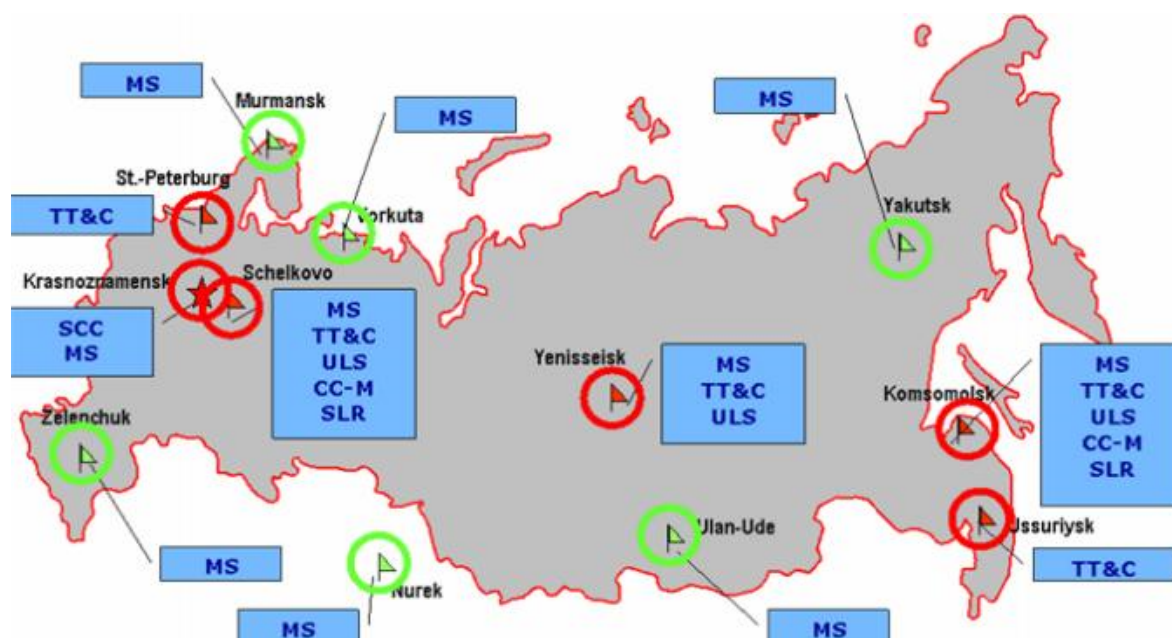 MS
Murmansk
MS
MS
St.-Peterburg
TT&C
Vorkuta
Yakutsk
Krasnoznamensk
Schelkovo
SCC
MS
MS
TT&C
ULS
CC-M
SLR
Yenisseisk
MS
TT&C
ULS
Komsomolsk
MS
TT&C
ULS
CC-M
SLR
Zelenchuk
MS
Nurek
MS
Ulan-Ude
MS
Ussuriysk
TT&C